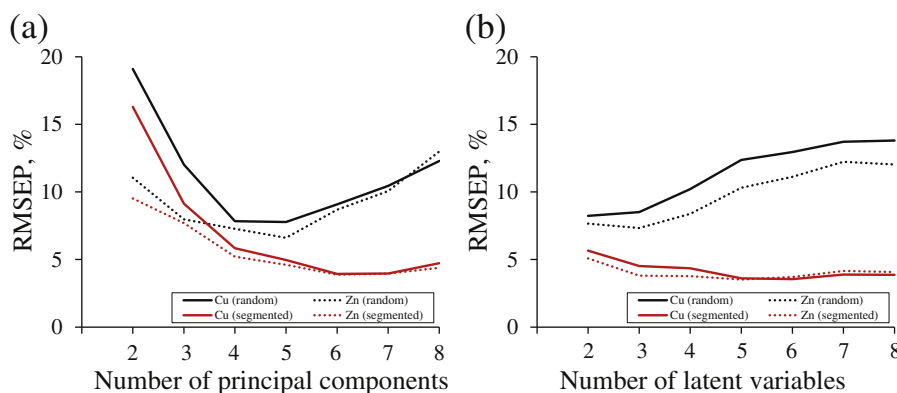 (a)
20
15
10
5
0
RMSEP, %
Cu (random) Zn (random)
Cu (segmented) Zn (segmented)
2 3 4 5 6 7 8
Number of principal components
(b)
20
15
10
5
0
RMSEP, %
Cu (random) Zn (random)
Cu (segmented) Zn (segmented)
2 3 4 5 6 7 8
Number of latent variables